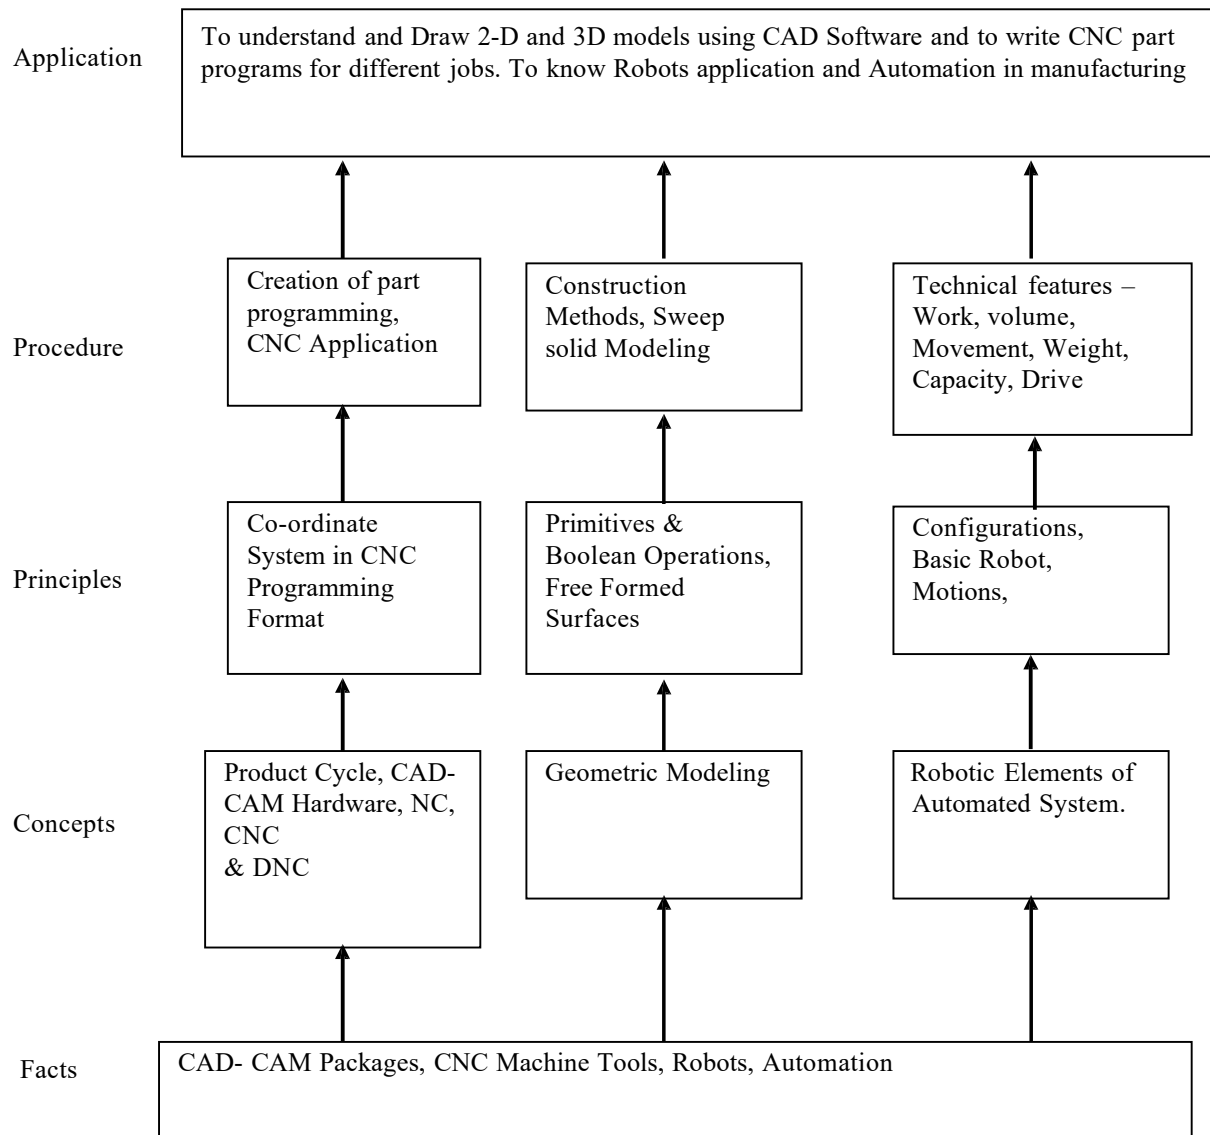 Application
To understand and Draw 2-D and 3D models using CAD Software and to write CNC part
programs for different jobs. To know Robots application and Automation in manufacturing
Procedure
Creation of part
programming,
CNC Application
Construction
Methods, Sweep
solid Modeling
Technical features –
Work, volume,
Movement, Weight,
Capacity, Drive
Principles
Co-ordinate
System in CNC
Programming
Format
Primitives &
Boolean Operations,
Free Formed
Surfaces
Configurations,
Basic Robot,
Motions,
Concepts
Product Cycle, CAD-
CAM Hardware, NC,
CNC
& DNC
Geometric Modeling
Robotic Elements of
Automated System.
Facts
CAD- CAM Packages, CNC Machine Tools, Robots, Automation